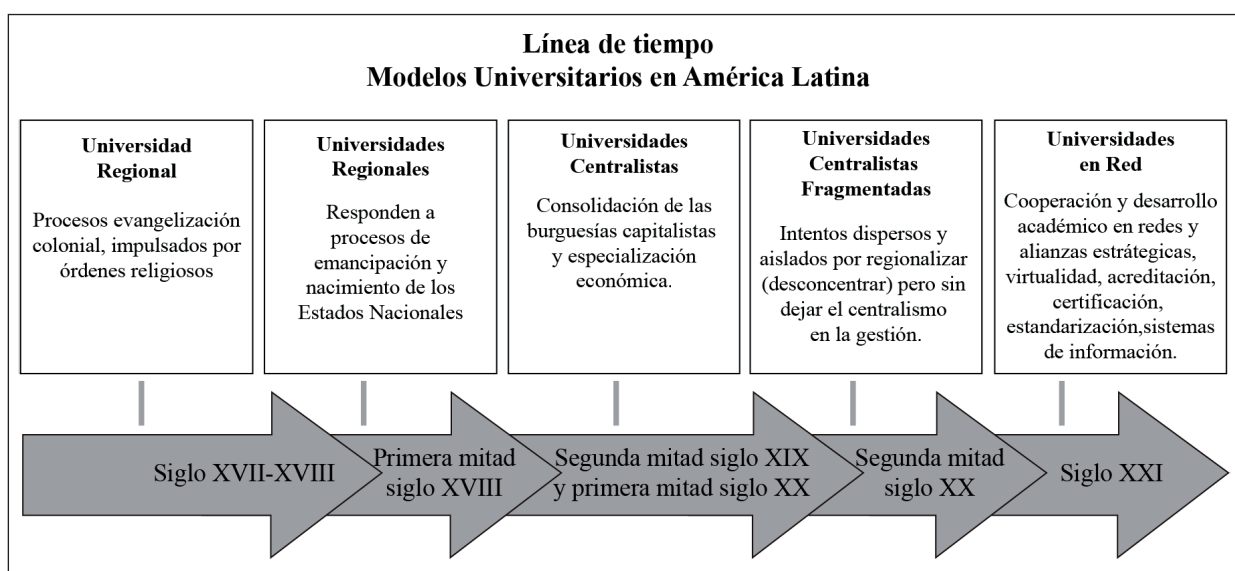 Línea de tiempo
Modelos Universitarios en América Latina
Universidad
Regional
Procesos evangelización
colonial, impulsados por
órdenes religiosos
Universidades
Regionales
Responden a
procesos de
emancipación y
nacimiento de los
Estados Nacionales
Universidades
Centralistas
Consolidación de las
burguesías capitalistas
y especialización
económica.
Universidades
Centralistas
Fragmentadas
Intentos dispersos y
aislados por regionalizar
(desconcentrar) pero sin
dejar el centralismo
en la gestión.
Universidades
en Red
Cooperación y desarrollo
académico en redes y
alianzas estrátegicas,
virtualidad, acreditación,
certificación,
estandarización,sistemas
de información.
Siglo XVII-XVIII
Primera mitad
siglo XVIII
Segunda mitad siglo XIX
y primera mitad siglo XX
Segunda mitad
siglo XX
Siglo XXI